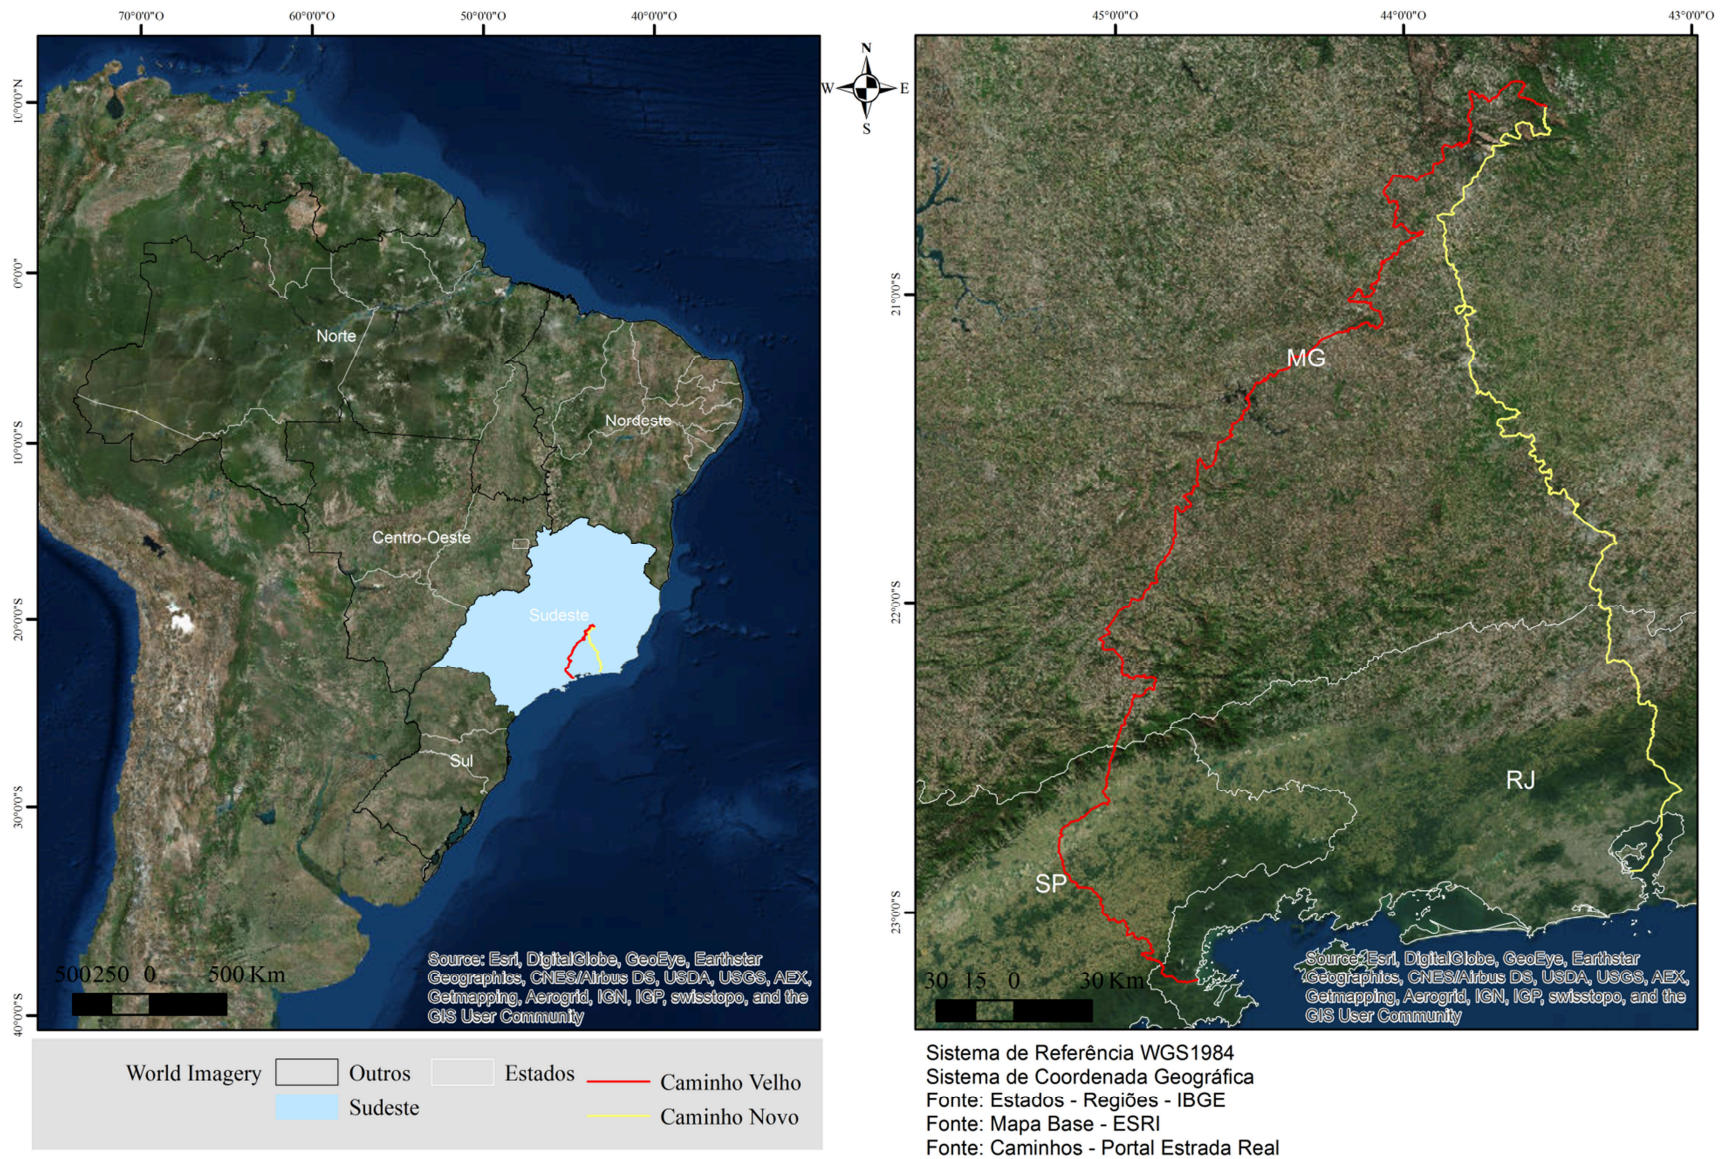 70°0'0"O 60°0'0"O 50°0'0"O 40°0'0"O
10°0'0"N
0°0'0"
10°0'0"S
20°0'0"S
30°0'0"S
40°0'0"S
Norte
Nordeste
Centro-Oeste
Sudeste
Sul
500250 0 500 Km
Source: Esri, DigitalGlobe, GeoEye, Earthstar
Geographics, CNES/Airbus DS, USDA, USGS, AEX,
Getmapping, Aerogrid, IGN, IGP, swisstopo, and the
GIS User Community
N
W E
S
45°0'0"O 44°0'0"O 43°0'0"O
21°0'0"S
22°0'0"S
23°0'0"S
MG
RJ
SP
30 15 0 30 Km
Source: Esri, DigitalGlobe, GeoEye, Earthstar
Geographics, CNES/Airbus DS, USDA, USGS, AEX,
Getmapping, Aerogrid, IGN, IGP, swisstopo, and the
GIS User Community
World Imagery Outros Estados Caminho Velho
Sudeste Caminho Novo
Sistema de Referência WGS1984
Sistema de Coordenada Geográfica
Fonte: Estados - Regiões - IBGE
Fonte: Mapa Base - ESRI
Fonte: Caminhos - Portal Estrada Real